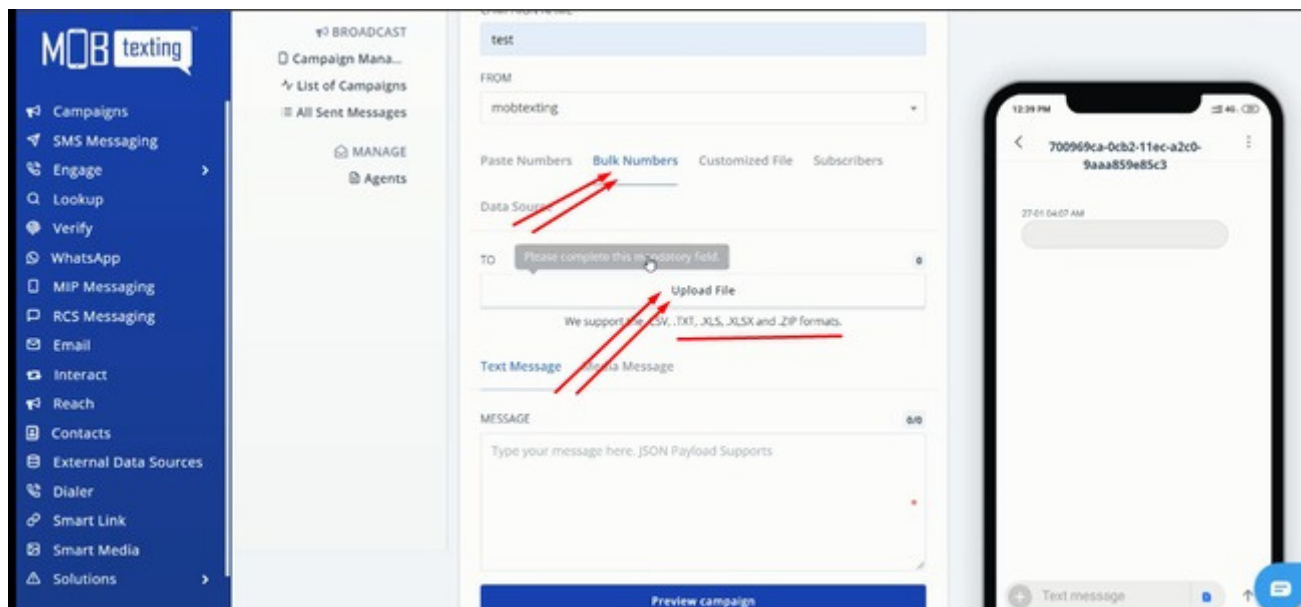 MOBtexting
Campaigns
SMS Messaging
Engage
Lookup
Verify
WhatsApp
MIP Messaging
RCS Messaging
Email
Interact
Reach
Contacts
External Data Sources
Dialer
Smart Link
Smart Media
Solutions
BROADCAST
Campaign Mana...
List of Campaigns
All Sent Messages
MANAGE
Agents
test
FROM
mobtexting
Paste Numbers Bulk Numbers Customized File Subscribers
Data Source
TO Please complete this mandatory field. 0
Upload File
We support the .CSV, .TXT, .XLS, .XLSX and .ZIP formats.
Text Message Media Message
MESSAGE 0/0
Type your message here. JSON Payload Supports
Preview campaign
12:39 PM 4G
700969ca-0cb2-11ec-a2c0-
9aaa859e85c3
27-01 04:07 AM
Text message